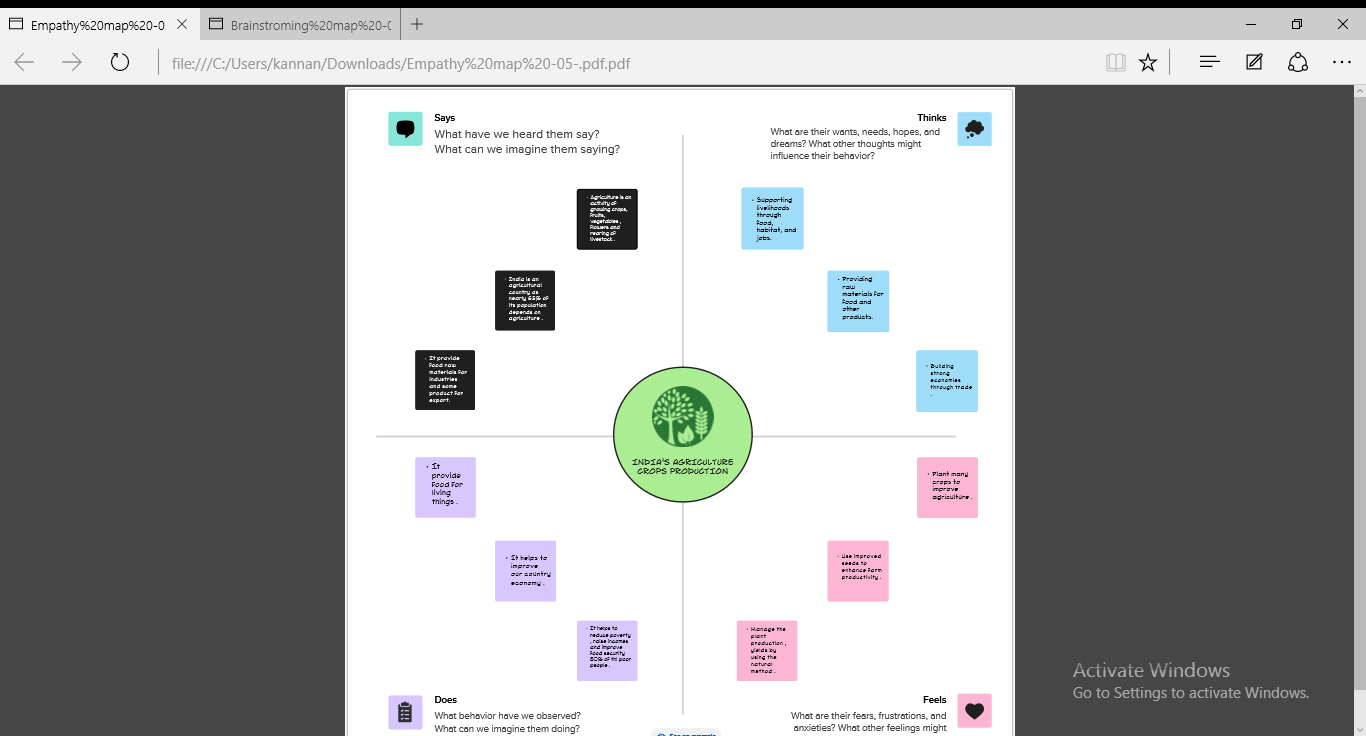 Empathy%20map%20-0
Brainstroming%20map%20-(
file:///C:/Users/kannan/Downloads/Empathy%20map%20-05-.pdf.pdf
Says
What have we heard them say?
What can we imagine them saying?
Thinks
What are their wants, needs, hopes, and
dreams? What other thoughts might
influence their behavior?
• Agriculture is an
activity of
growing crops,
fruits,
vegetables,
flowers and
rearing of
livestock.
• Supporting
livelihoods
through
food,
habitat, and
jobs.
• India is an
agricultural
country as
nearly 65% of
its population
depends on
agriculture.
• Providing
raw
materials for
food and
other
products.
• It provide
food raw
materials for
industries
and some
product for
export.
• Building
strong
economies
through trade
.
INDIA'S AGRICULTURE
CROPS PRODUCTION
• It
provide
food for
living
things.
• Plant many
crops to
improve
agriculture.
• It helps to
improve
our country
economy.
• Use improved
seeds to
enhance farm
productivity.
• It helps to
reduce poverty
, raise incomes
and improve
food security
80% of poor
people.
• Manage the
plant
production,
yields by
using the
natural
method.
Does
What behavior have we observed?
What can we imagine them doing?
Feels
What are their fears, frustrations, and
anxieties? What other feelings might
Activate Windows
Go to Settings to activate Windows.